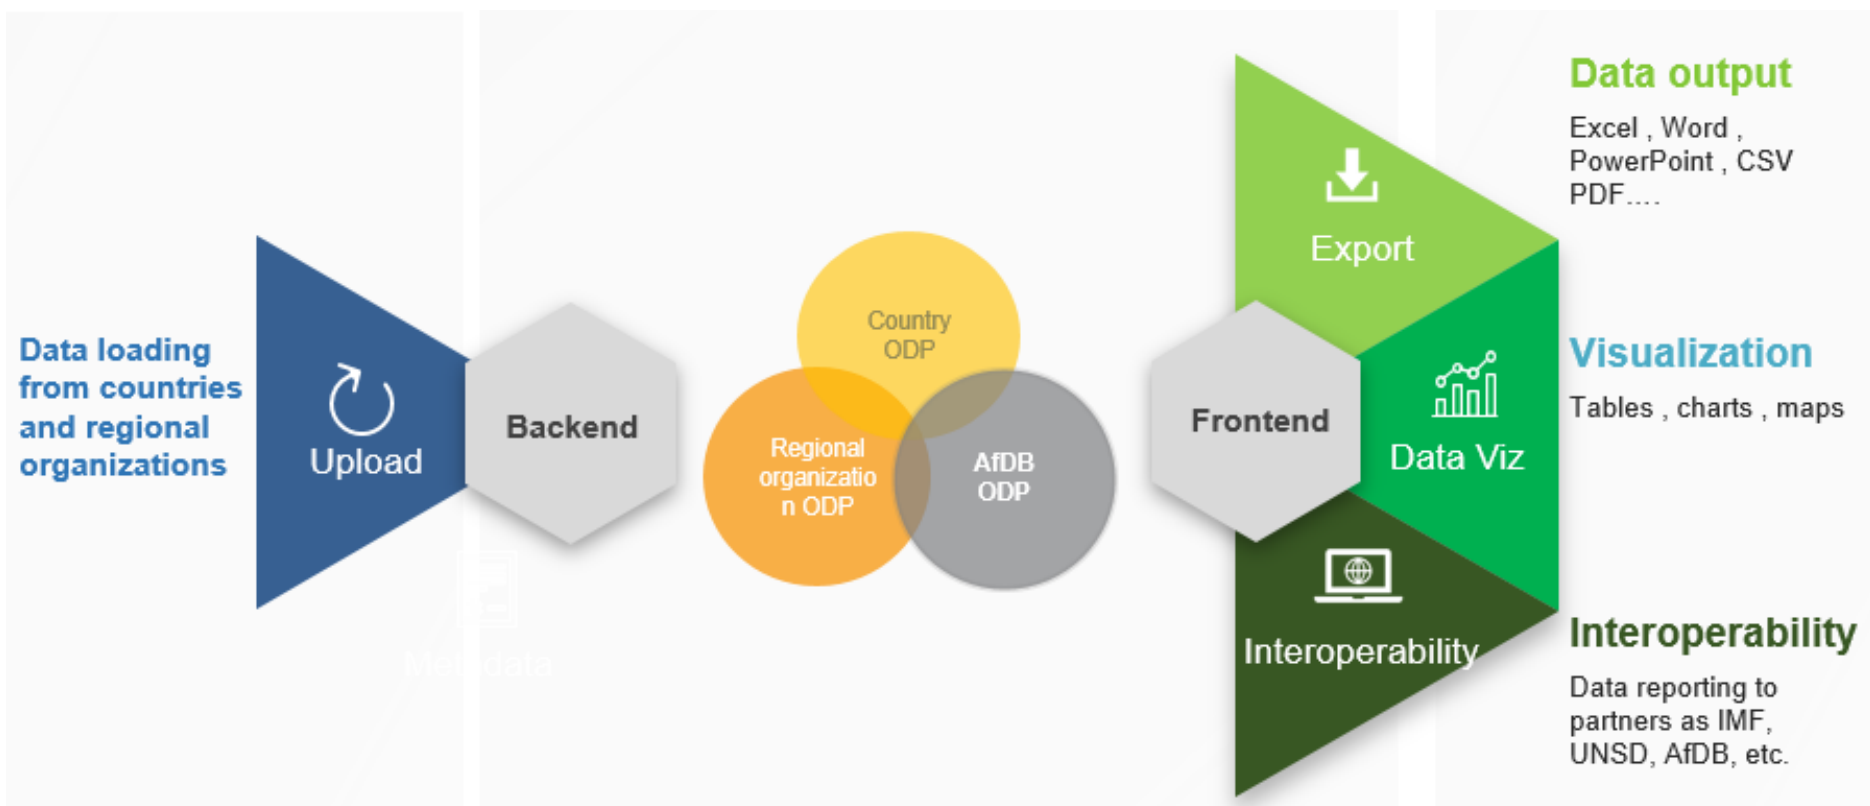 Data loading
from countries
and regional
organizations
Upload
Backend
Metadata
Country
ODP
Regional
organizatio
n ODP
AfDB
ODP
Frontend
Export
Data Viz
Interoperability
Data output
Excel , Word ,
PowerPoint , CSV
PDF....
Visualization
Tables , charts , maps
Interoperability
Data reporting to
partners as IMF,
UNSD, AfDB, etc.